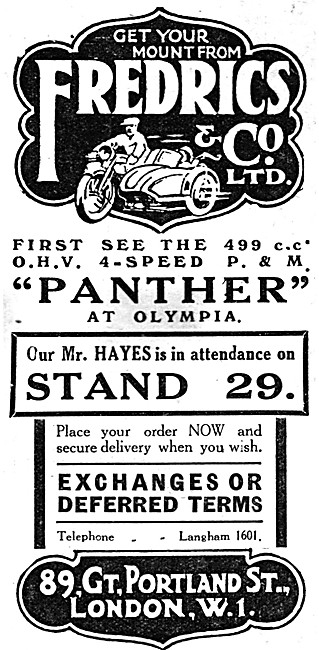 GET YOUR
MOUNT FROM
FREDRICS
& Co.
LTD.
FIRST SEE THE 499 c.c.
O.H.V. 4-SPEED P. & M.
"PANTHER"
AT OLYMPIA.
Our Mr. HAYES is in attendance on
STAND 29.
Place your order NOW and
secure delivery when you wish.
EXCHANGES OR
DEFERRED TERMS
Telephone - - Langham 1601.
89, GT. PORTLAND ST.,
LONDON, W.1.